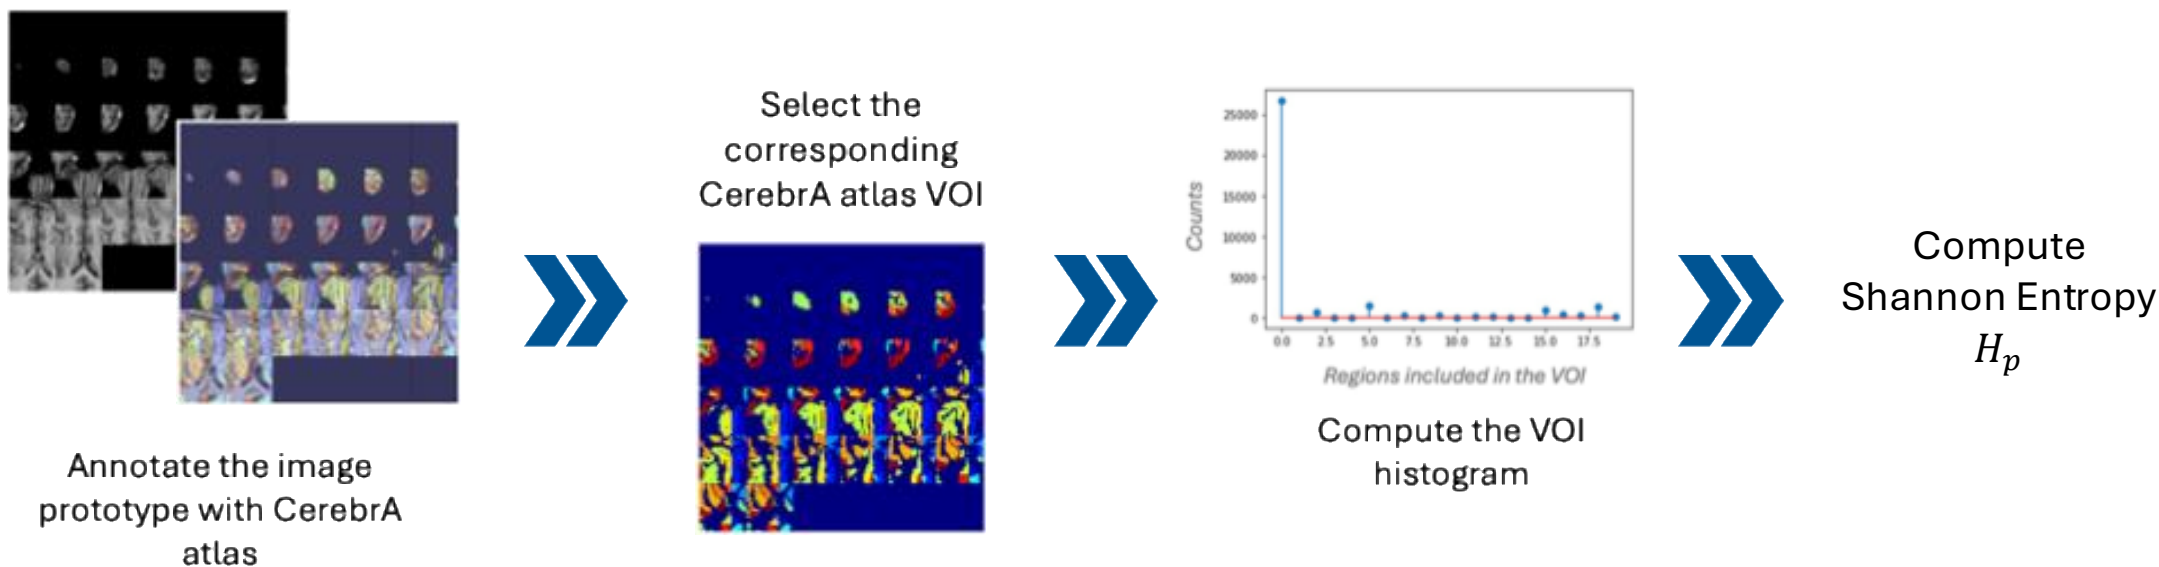 Annotate the image
prototype with CerebrA
atlas
Select the
corresponding
CerebrA atlas VOI
Counts
25000
20000
15000
10000
5000
0
0.0 2.5 5.0 7.5 10.0 12.5 15.0 17.5
Regions included in the VOI
Compute the VOI
histogram
Compute
Shannon Entropy
H_p